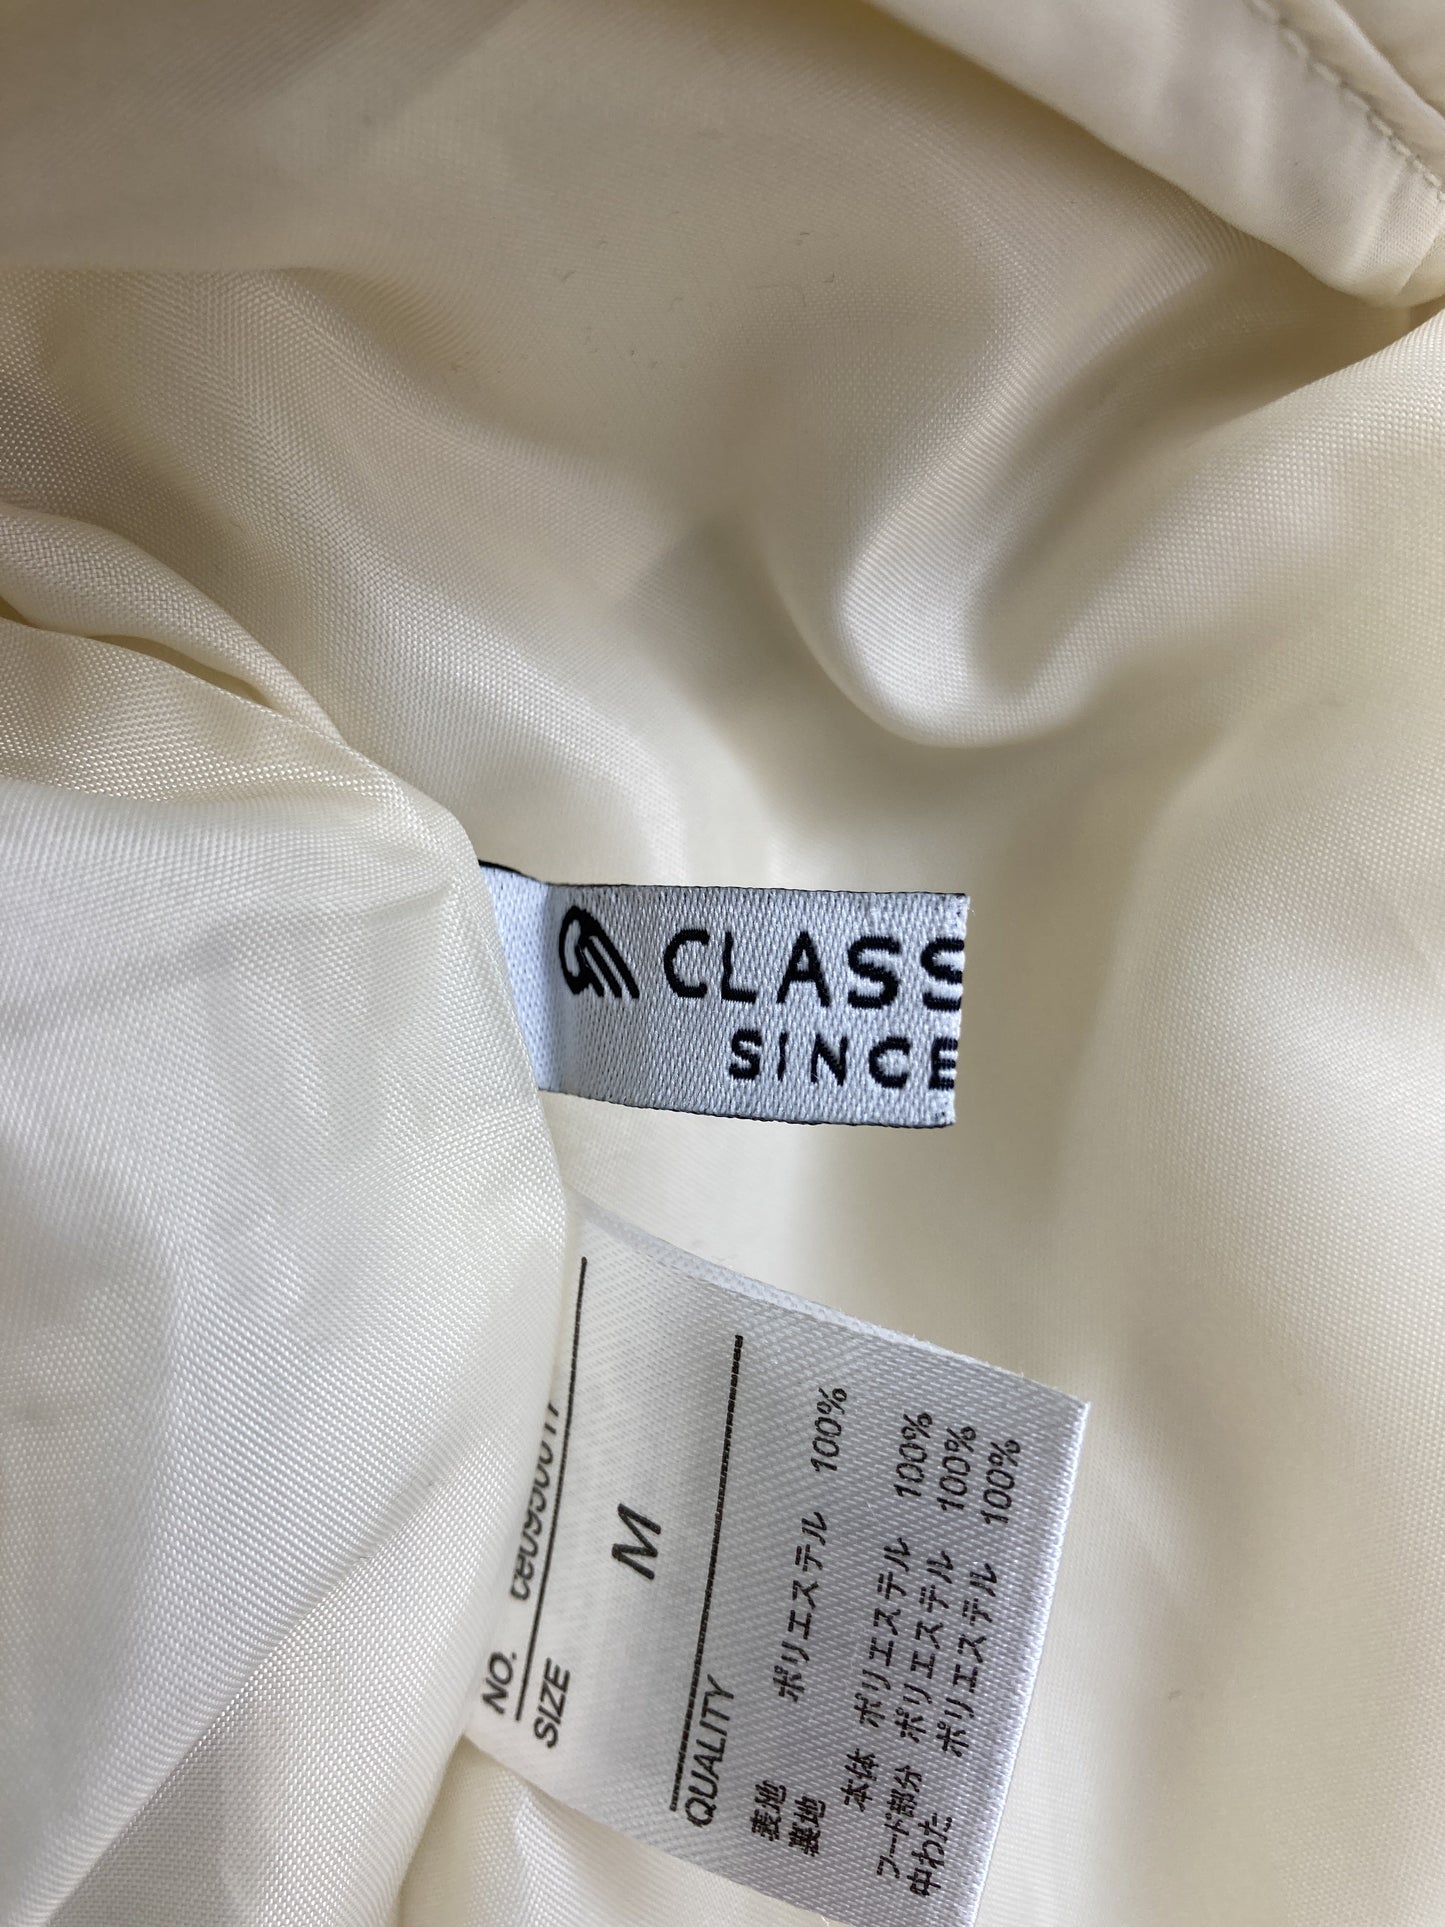 CLASS
SINCE
NO.
SIZE
M
QUALITY
表地 ポリエステル 100%
裏地
本体 ポリエステル 100%
フード部分 ポリエステル 100%
中わた ポリエステル 100%